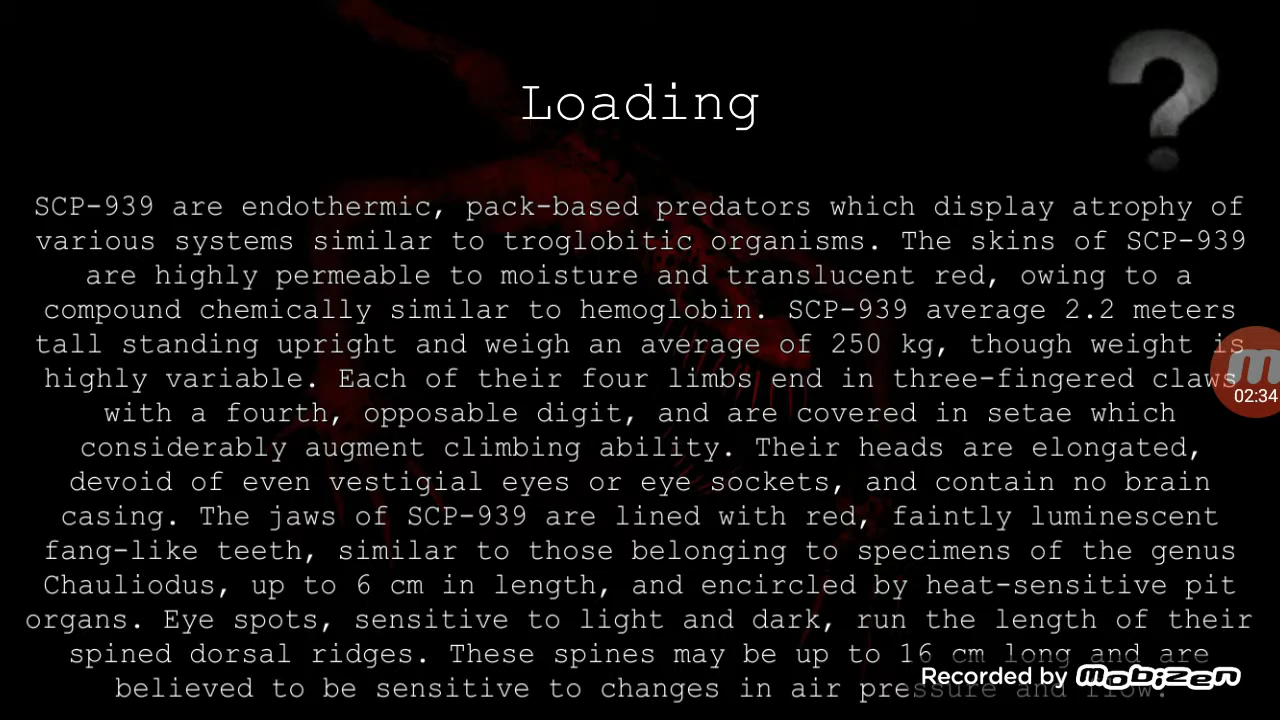 Loading
SCP-939 are endothermic, pack-based predators which display atrophy of
various systems similar to troglobitic organisms. The skins of SCP-939
are highly permeable to moisture and translucent red, owing to a
compound chemically similar to hemoglobin. SCP-939 average 2.2 meters
tall standing upright and weigh an average of 250 kg, though weight is
highly variable. Each of their four limbs end in three-fingered claws
with a fourth, opposable digit, and are covered in setae which
considerably augment climbing ability. Their heads are elongated,
devoid of even vestigial eyes or eye sockets, and contain no brain
casing. The jaws of SCP-939 are lined with red, faintly luminescent
fang-like teeth, similar to those belonging to specimens of the genus
Chauliodus, up to 6 cm in length, and encircled by heat-sensitive pit
organs. Eye spots, sensitive to light and dark, run the length of their
spined dorsal ridges. These spines may be up to 16 cm long and are
believed to be sensitive to changes in air pressure and flow.
?
02:34
Recorded by mobizen